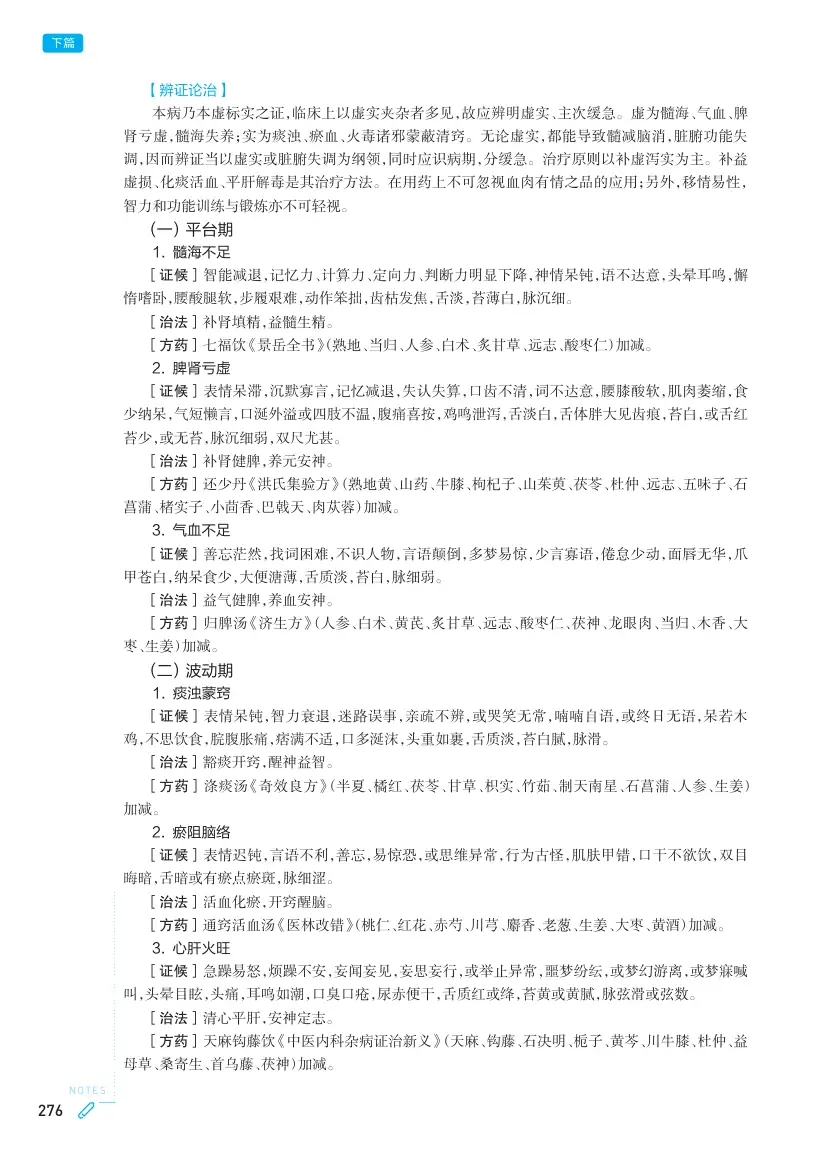 下篇
【辨证论治】
本病乃本虚标实之证,临床上以虚实夹杂者多见,故应辨明虚实、主次缓急。虚为髓海、气血、脾
肾亏虚,髓海失养;实为痰浊、瘀血、火毒诸邪蒙蔽清窍。无论虚实,都能导致髓减脑消,脏腑功能失
调,因而辨证当以虚实或脏腑失调为纲领,同时应识病期,分缓急。治疗原则以补虚泻实为主。补益
虚损、化痰活血、平肝解毒是其治疗方法。在用药上不可忽视血肉有情之品的应用;另外,移情易性,
智力和功能训练与锻炼亦不可轻视。
(一)平台期
1. 髓海不足
[证候]智能减退,记忆力、计算力、定向力、判断力明显下降,神情呆钝,语不达意,头晕耳鸣,懈
惰嗜卧,腰酸腿软,步履艰难,动作笨拙,齿枯发焦,舌淡,苔薄白,脉沉细。
[治法]补肾填精,益髓生精。
[方药]七福饮《景岳全书》(熟地、当归、人参、白术、炙甘草、远志、酸枣仁)加减。
2. 脾肾亏虚
[证候]表情呆滞,沉默寡言,记忆减退,失认失算,口齿不清,词不达意,腰膝酸软,肌肉萎缩,食
少纳呆,气短懒言,口涎外溢或四肢不温,腹痛喜按,鸡鸣泄泻,舌淡白,舌体胖大见齿痕,苔白,或舌红
苔少,或无苔,脉沉细弱,双尺尤甚。
[治法]补肾健脾,养元安神。
[方药]还少丹《洪氏集验方》(熟地黄、山药、牛膝、枸杞子、山茱萸、茯苓、杜仲、远志、五味子、石
菖蒲、楮实子、小茴香、巴戟天、肉苁蓉)加减。
3. 气血不足
[证候]善忘茫然,找词困难,不识人物,言语颠倒,多梦易惊,少言寡语,倦怠少动,面唇无华,爪
甲苍白,纳呆食少,大便溏薄,舌质淡,苔白,脉细弱。
[治法]益气健脾,养血安神。
[方药]归脾汤《济生方》(人参、白术、黄芪、炙甘草、远志、酸枣仁、茯神、龙眼肉、当归、木香、大
枣、生姜)加减。
(二)波动期
1. 痰浊蒙窍
[证候]表情呆钝,智力衰退,迷路误事,亲疏不辨,或哭笑无常,喃喃自语,或终日无语,呆若木
鸡,不思饮食,脘腹胀痛,痞满不适,口多涎沫,头重如裹,舌质淡,苔白腻,脉滑。
[治法]豁痰开窍,醒神益智。
[方药]涤痰汤《奇效良方》(半夏、橘红、茯苓、甘草、枳实、竹茹、制天南星、石菖蒲、人参、生姜)
加减。
2. 瘀阻脑络
[证候]表情迟钝,言语不利,善忘,易惊恐,或思维异常,行为古怪,肌肤甲错,口干不欲饮,双目
晦暗,舌暗或有瘀点瘀斑,脉细涩。
[治法]活血化瘀,开窍醒脑。
[方药]通窍活血汤《医林改错》(桃仁、红花、赤芍、川芎、麝香、老葱、生姜、大枣、黄酒)加减。
3. 心肝火旺
[证候]急躁易怒,烦躁不安,妄闻妄见,妄思妄行,或举止异常,噩梦纷纭,或梦幻游离,或梦寐喊
叫,头晕目眩,头痛,耳鸣如潮,口臭口疮,尿赤便干,舌质红或绛,苔黄或黄腻,脉弦滑或弦数。
[治法]清心平肝,安神定志。
[方药]天麻钩藤饮《中医内科杂病证治新义》(天麻、钩藤、石决明、栀子、黄芩、川牛膝、杜仲、益
母草、桑寄生、首乌藤、茯神)加减。
NOTES
276